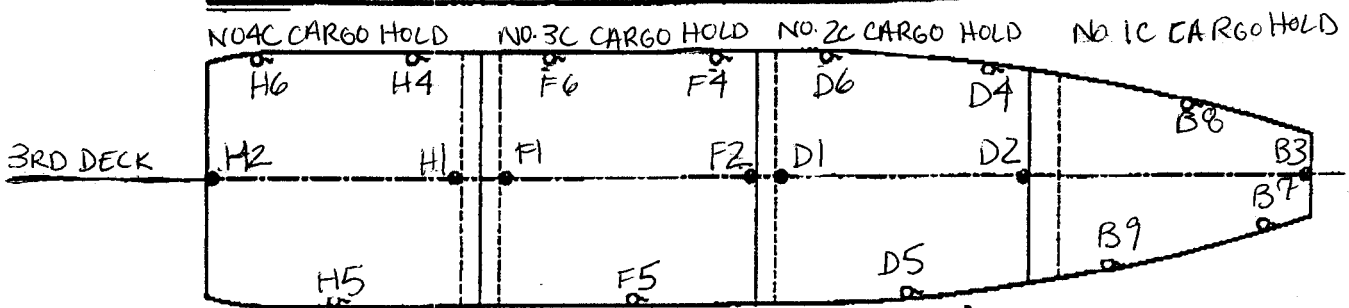 NO4C CARGO HOLD NO. 3C CARGO HOLD NO. 2C CARGO HOLD NO. 1C CARGO HOLD
H6 H4 F6 F4 D6 D4 B8
3RD DECK H2 H1 F1 F2 D1 D2 B3
B7
H5 F5 D5 B9